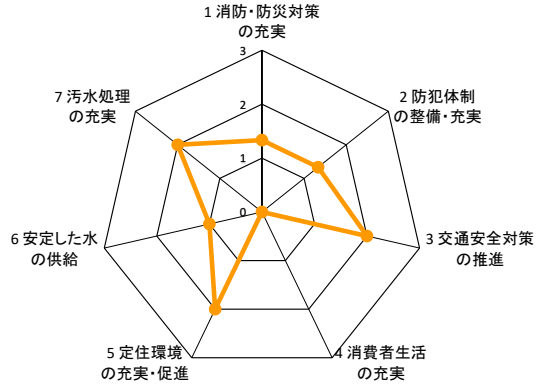 1 消防・防災対策
の充実
3
2
1
0
2 防犯体制
の整備・充実
3 交通安全対策
の推進
4 消費者生活
の充実
5 定住環境
の充実・促進
6 安定した水
の供給
7 汚水処理
の充実